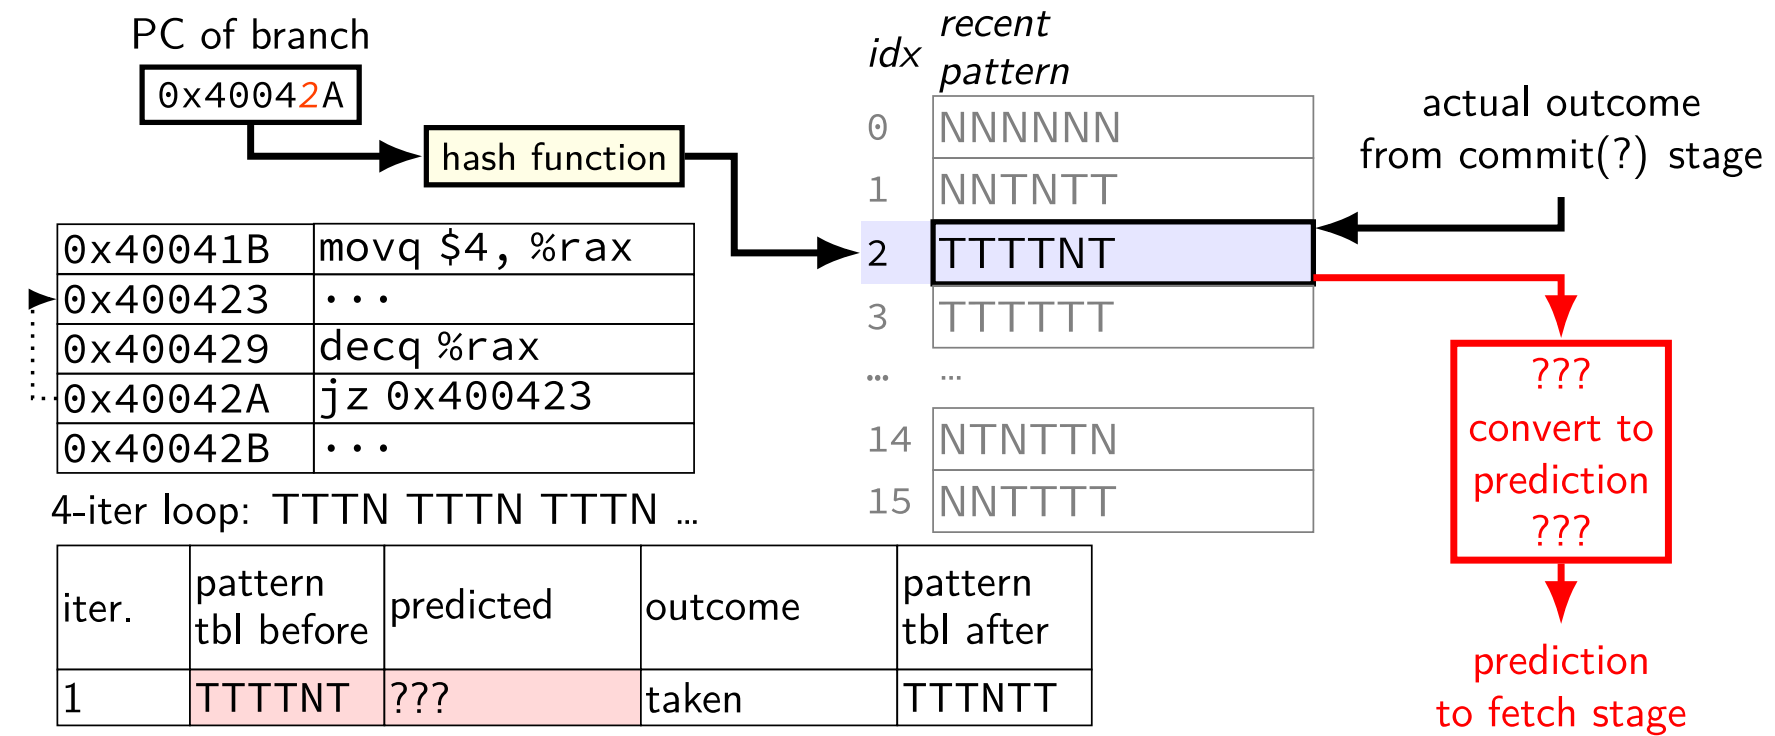 PC of branch
0x40042A
hash function
idx
recent
pattern
0 NNNNNN
1 NNTNTT
2 TTTTNT
3 TTTTTT
… …
14 NTNTTN
15 NNTTTT
actual outcome
from commit(?) stage
???
convert to
prediction
???
prediction
to fetch stage
0x40041B movq $4, %rax
0x400423 ...
0x400429 decq %rax
0x40042A jz 0x400423
0x40042B ...
4-iter loop: TTTN TTTN TTTN …
iter. pattern tbl before predicted outcome pattern tbl after
1 TTTTNT ??? taken TTTNTT